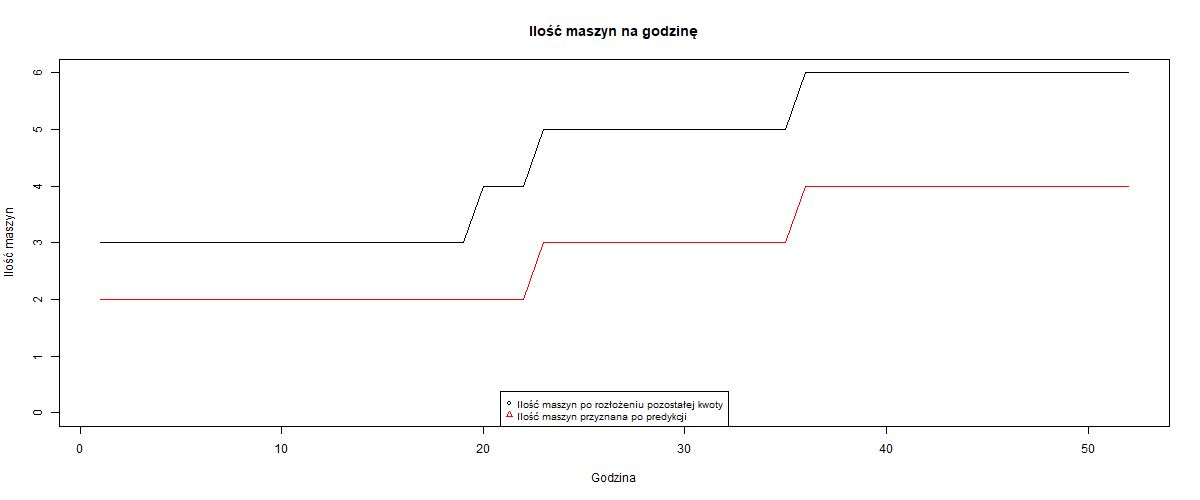 Ilość maszyn na godzinę
Ilość maszyn
6
5
4
3
2
1
0
Ilość maszyn po rozłożeniu pozostałej kwoty
Ilość maszyn przyznana po predykcji
0 10 20 30 40 50
Godzina